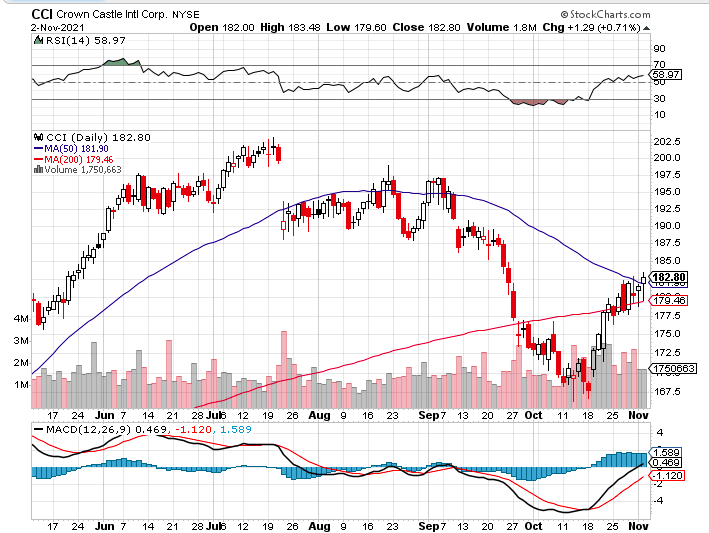 CCI Crown Castle Intl Corp. NYSE © StockCharts.com
2-Nov-2021 Open 182.00 High 183.48 Low 179.60 Close 182.80 Volume 1.8M Chg +1.29 (+0.71%)
RSI(14) 58.97
90
70
58.97
50
30
10
CCI (Daily) 182.80
MA(50) 181.90
MA(200) 179.46
Volume 1,750,663
202.5
200.0
197.5
195.0
192.5
190.0
187.5
185.0
182.80
179.46
177.5
175.0
172.5
1750663
167.5
4M
3M
2M
1M
17 24 Jun 7 14 21 28 Jul 6 12 19 26 Aug 9 16 23 Sep 7 13 20 27 Oct 11 18 25 Nov
MACD(12,26,9) 0.469, -1.120, 1.589
4
1.589
0.469
-1.120
-2
-4
17 24 Jun 7 14 21 28 Jul 6 12 19 26 Aug 9 16 23 Sep 7 13 20 27 Oct 11 18 25 Nov